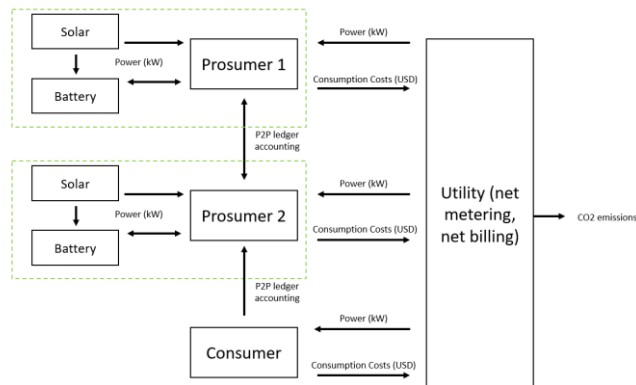 Solar
Power (kW)
Battery
Prosumer 1
Power (kW)
Consumption Costs (USD)
P2P ledger
accounting
Solar
Power (kW)
Battery
Prosumer 2
Power (kW)
Consumption Costs (USD)
P2P ledger
accounting
Consumer
Power (kW)
Consumption Costs (USD)
Utility (net
metering,
net billing)
CO2 emissions